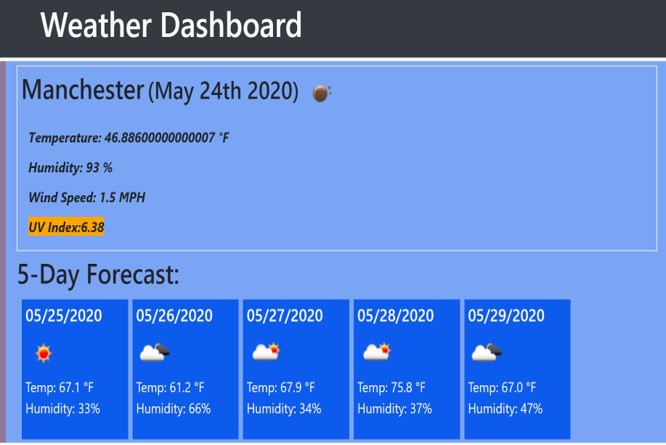 Weather Dashboard
Manchester (May 24th 2020)
Temperature: 46.88600000000007 °F
Humidity: 93 %
Wind Speed: 1.5 MPH
UV Index:6.38
5-Day Forecast:
05/25/2020 05/26/2020 05/27/2020 05/28/2020 05/29/2020
Temp: 67.1 °F Temp: 61.2 °F Temp: 67.9 °F Temp: 75.8 °F Temp: 67.0 °F
Humidity: 33% Humidity: 66% Humidity: 34% Humidity: 37% Humidity: 47%